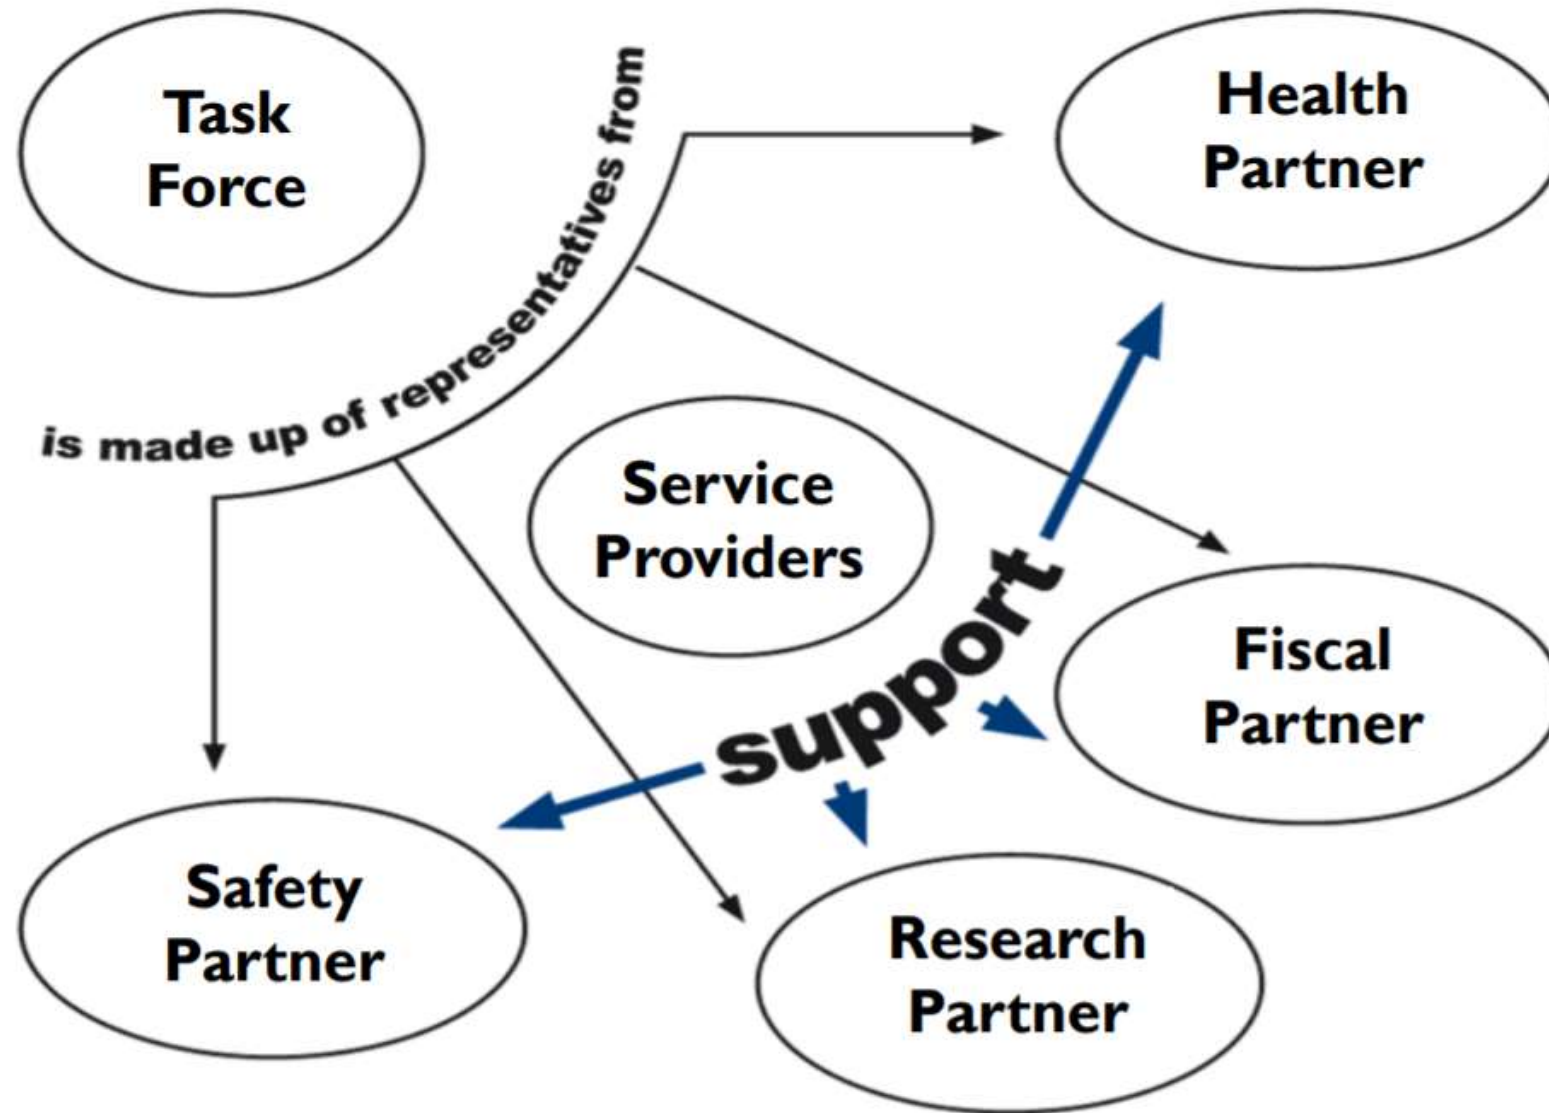 Task
Force
is made up of representatives from
Health
Partner
Service
Providers
support
Fiscal
Partner
Safety
Partner
Research
Partner